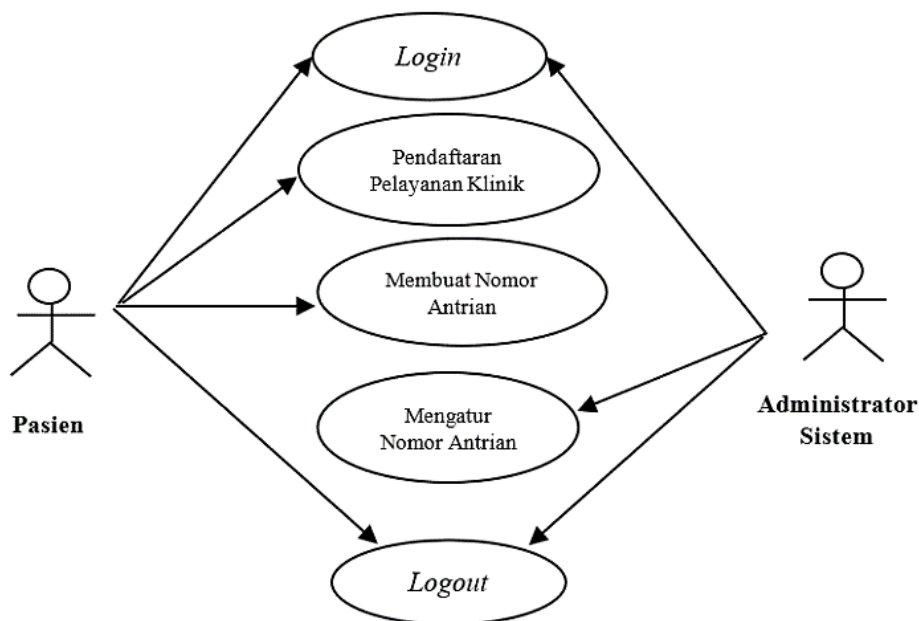 Login
Pendaftaran
Pelayanan Klinik
Membuat Nomor
Antrian
Mengatur
Nomor Antrian
Logout
Pasien
Administrator
Sistem